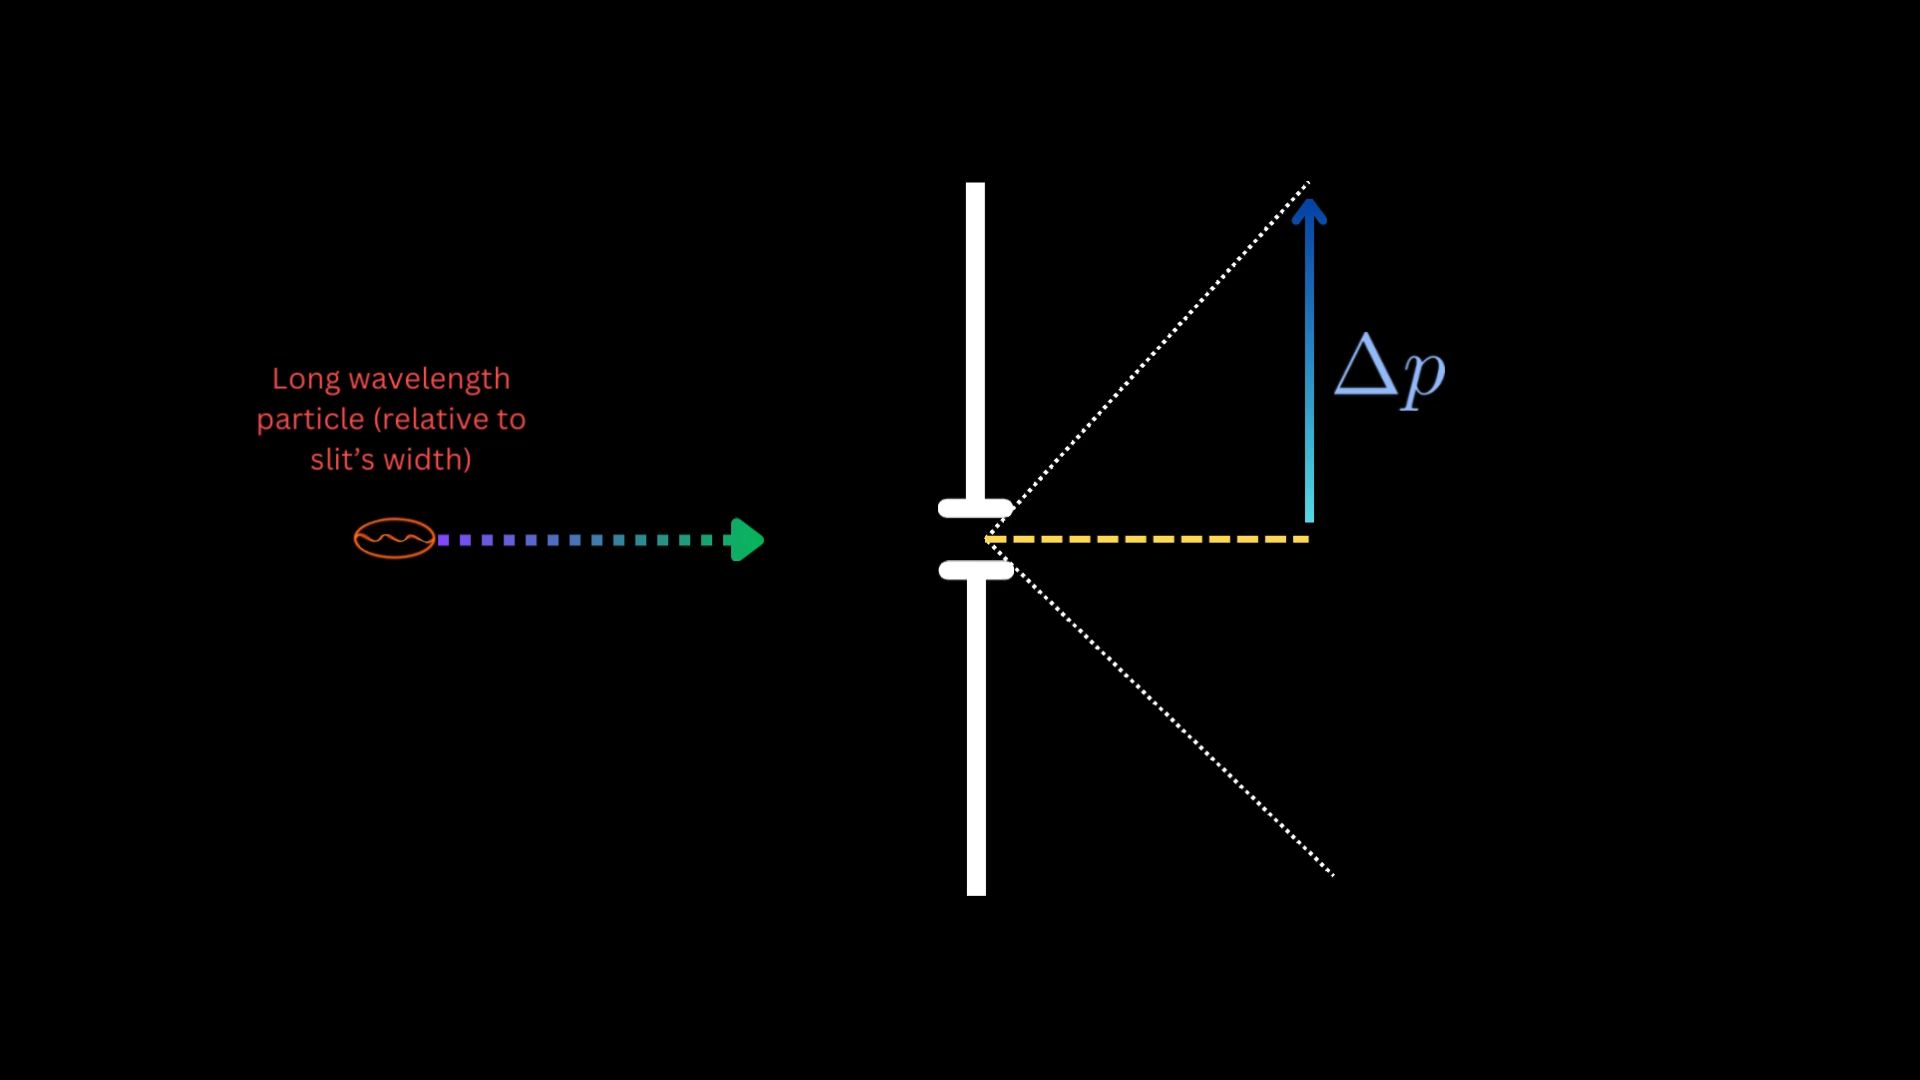 Long wavelength
particle (relative to
slit’s width)
Δp